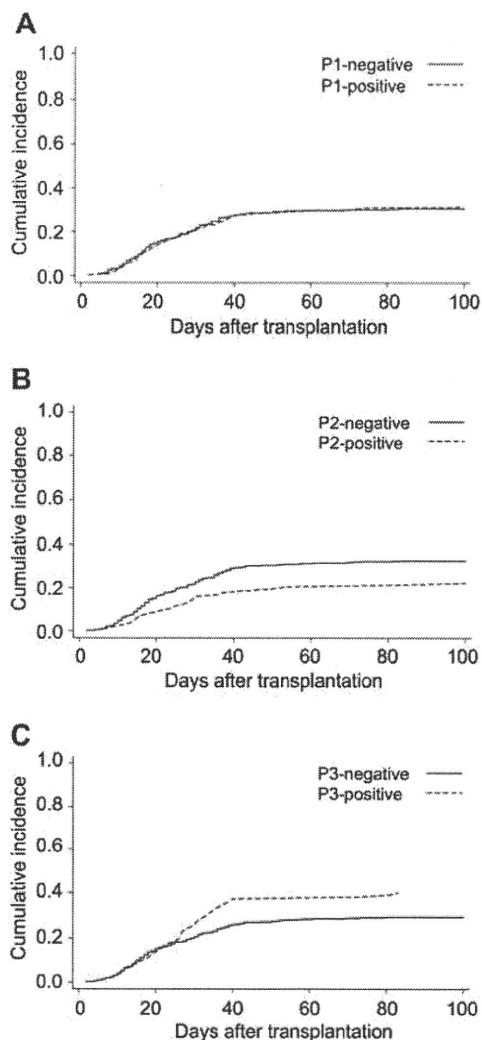 A
P1-negative
P1-positive
Cumulative incidence
1.0
0.8
0.6
0.4
0.2
0.0
0 20 40 60 80 100
Days after transplantation
B
P2-negative
P2-positive
Cumulative incidence
1.0
0.8
0.6
0.4
0.2
0.0
0 20 40 60 80 100
Days after transplantation
C
P3-negative
P3-positive
Cumulative incidence
1.0
0.8
0.6
0.4
0.2
0.0
0 20 40 60 80 100
Days after transplantation